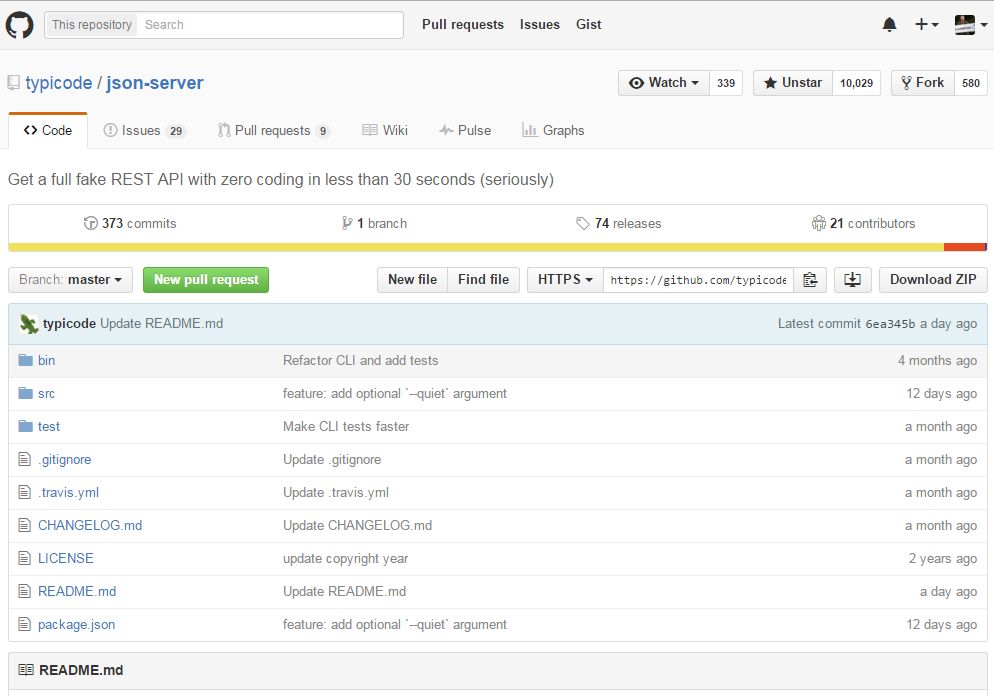 This repository Search Pull requests Issues Gist
typicode / json-server Watch 339 Unstar 10,029 Fork 580
Code Issues 29 Pull requests 9 Wiki Pulse Graphs
Get a full fake REST API with zero coding in less than 30 seconds (seriously)
373 commits 1 branch 74 releases 21 contributors
Branch: master New pull request New file Find file HTTPS https://github.com/typicode Download ZIP
typicode Update README.md Latest commit 6ea345b a day ago
bin Refactor CLI and add tests 4 months ago
src feature: add optional `--quiet` argument 12 days ago
test Make CLI tests faster a month ago
.gitignore Update .gitignore a month ago
.travis.yml Update .travis.yml a month ago
CHANGELOG.md Update CHANGELOG.md a month ago
LICENSE update copyright year 2 years ago
README.md Update README.md a day ago
package.json feature: add optional `--quiet` argument 12 days ago
README.md